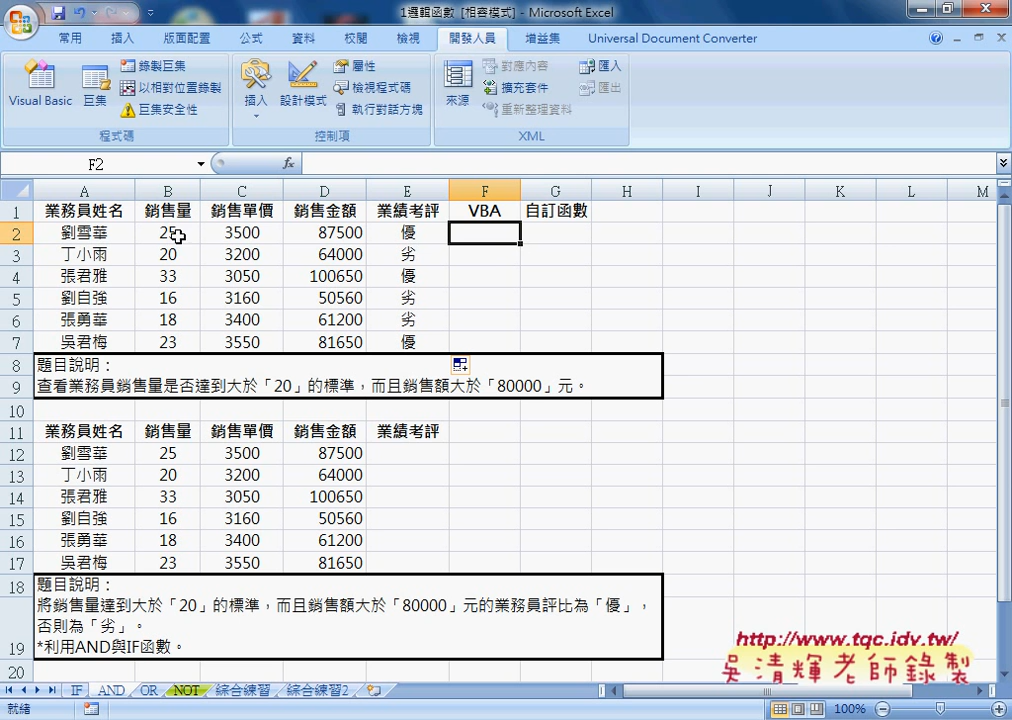 1邏輯函數 [相容模式] - Microsoft Excel
常用 插入 版面配置 公式 資料 校閱 檢視 開發人員 增益集 Universal Document Converter
Visual Basic 巨集 錄製巨集 以相對位置錄製 巨集安全性 程式碼
插入 設計模式 屬性 檢視程式碼 執行對話方塊 控制項
來源 對應內容 擴充套件 重新整理資料 匯入 匯出 XML
F2 fx
A B C D E F G H I J K L M
1 業務員姓名 銷售量 銷售單價 銷售金額 業績考評 VBA 自訂函數
2 劉雪華 25 3500 87500 優
3 丁小雨 20 3200 64000 劣
4 張君雅 33 3050 100650 優
5 劉自強 16 3160 50560 劣
6 張勇華 18 3400 61200 劣
7 吳君梅 23 3550 81650 優
8 題目說明：
9 查看業務員銷售量是否達到大於「20」的標準，而且銷售額大於「80000」元。
10
11 業務員姓名 銷售量 銷售單價 銷售金額 業績考評
12 劉雪華 25 3500 87500
13 丁小雨 20 3200 64000
14 張君雅 33 3050 100650
15 劉自強 16 3160 50560
16 張勇華 18 3400 61200
17 吳君梅 23 3550 81650
18 題目說明：
將銷售量達到大於「20」的標準，而且銷售額大於「80000」元的業務員評比為「優」，
否則為「劣」。
19 *利用AND與IF函數。
20
http://www.tqc.idv.tw/
吳清輝老師錄製
IF AND OR NOT 綜合練習 綜合練習2
就緒 100%